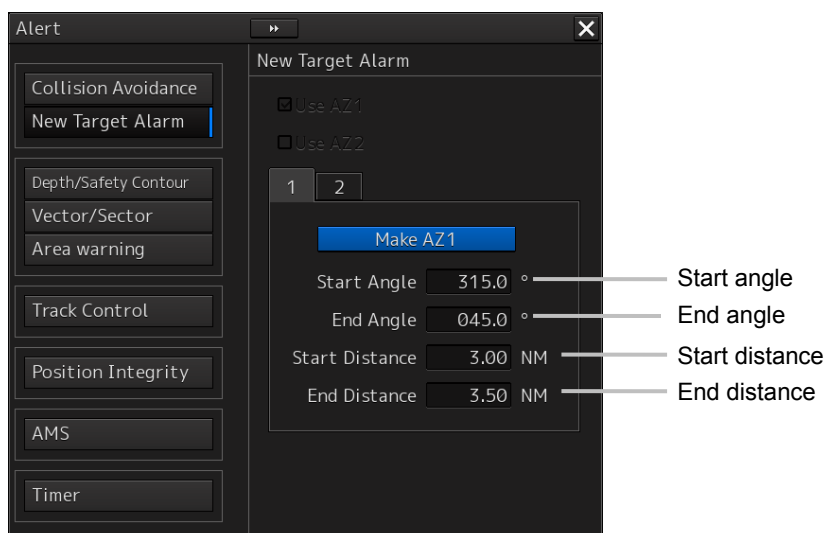 Alert
New Target Alarm
Collision Avoidance
New Target Alarm
Depth/Safety Contour
Vector/Sector
Area warning
Track Control
Position Integrity
AMS
Timer
Use AZ1
Use AZ2
1 2
Make AZ1
Start Angle 315.0 ° Start angle
End Angle 045.0 ° End angle
Start Distance 3.00 NM Start distance
End Distance 3.50 NM End distance